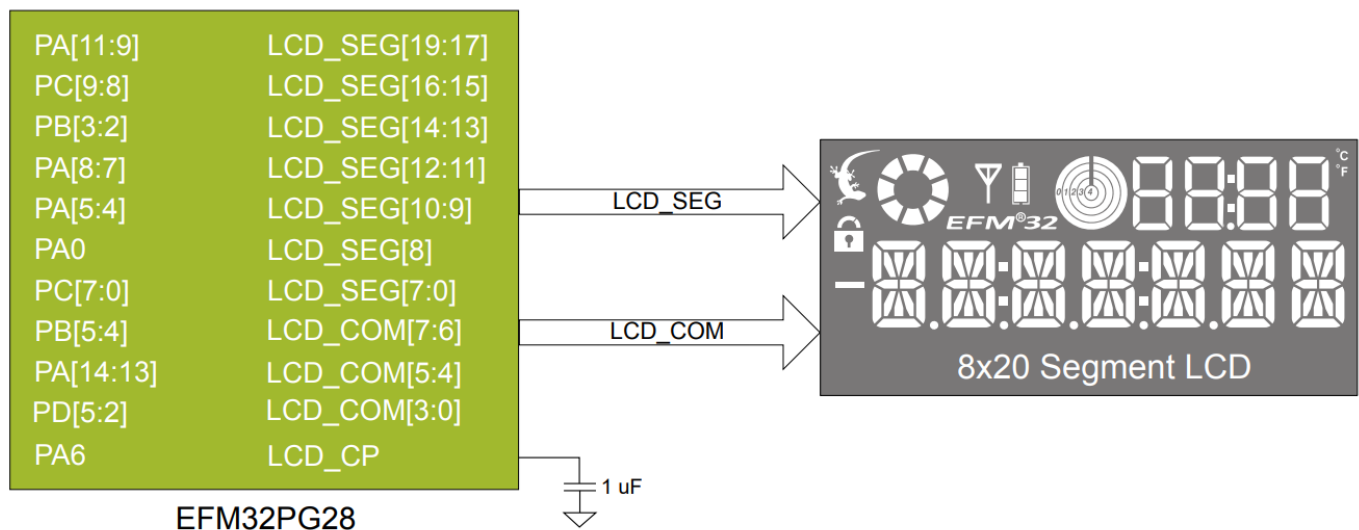 PA[11:9] LCD_SEG[19:17]
PC[9:8] LCD_SEG[16:15]
PB[3:2] LCD_SEG[14:13]
PA[8:7] LCD_SEG[12:11]
PA[5:4] LCD_SEG[10:9]
PA0 LCD_SEG[8]
PC[7:0] LCD_SEG[7:0]
PB[5:4] LCD_COM[7:6]
PA[14:13] LCD_COM[5:4]
PD[5:2] LCD_COM[3:0]
PA6 LCD_CP
EFM32PG28
LCD_SEG
LCD_COM
1 uF
0 1 2 3 4
°C
°F
EFM®32
8x20 Segment LCD